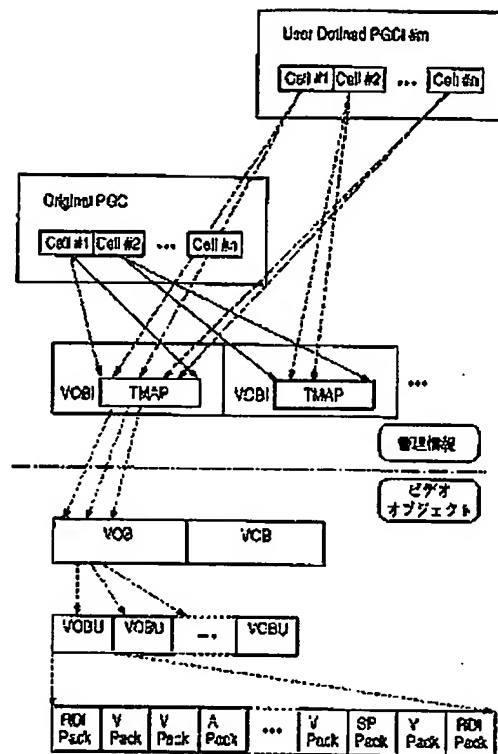 User Defined PGCI #m
Cell #1 Cell #2 ... Cell #n
Original PGC
Cell #1 Cell #2 ... Cell #n
VOBI TMAP VOBI TMAP ...
管理情報
ビデオ
オブジェクト
VOB VOB
VOBU VOBU ... VOBU
RDI Pack V Pack V Pack A Pack ... V Pack SP Pack V Pack RDI Pack